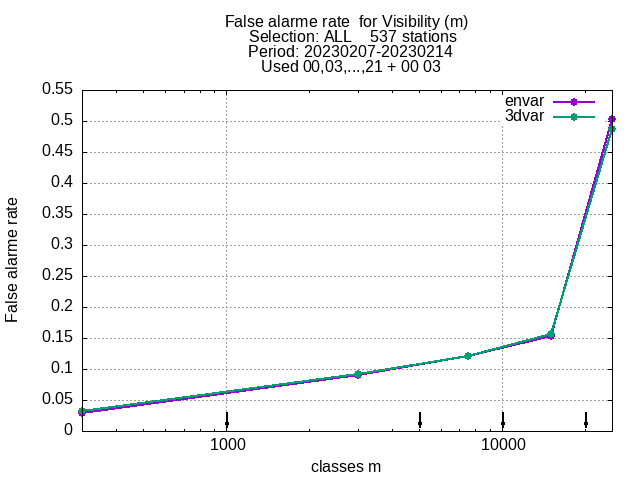 False alarme rate  for Visibility (m)
Selection: ALL    537 stations
Period: 20230207-20230214
Used 00,03,...,21 + 00 03
envar
3dvar
0.55
0.5
0.45
0.4
0.35
0.3
0.25
0.2
0.15
0.1
0.05
0
False alarme rate
1000
10000
classes m